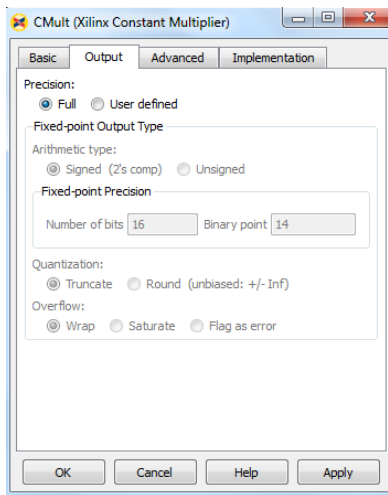 CMult (Xilinx Constant Multiplier)
Basic Output Advanced Implementation
Precision:
Full User defined
Fixed-point Output Type
Arithmetic type:
Signed (2's comp) Unsigned
Fixed-point Precision
Number of bits 16 Binary point 14
Quantization:
Truncate Round (unbiased: +/- Inf)
Overflow:
Wrap Saturate Flag as error
OK Cancel Help Apply